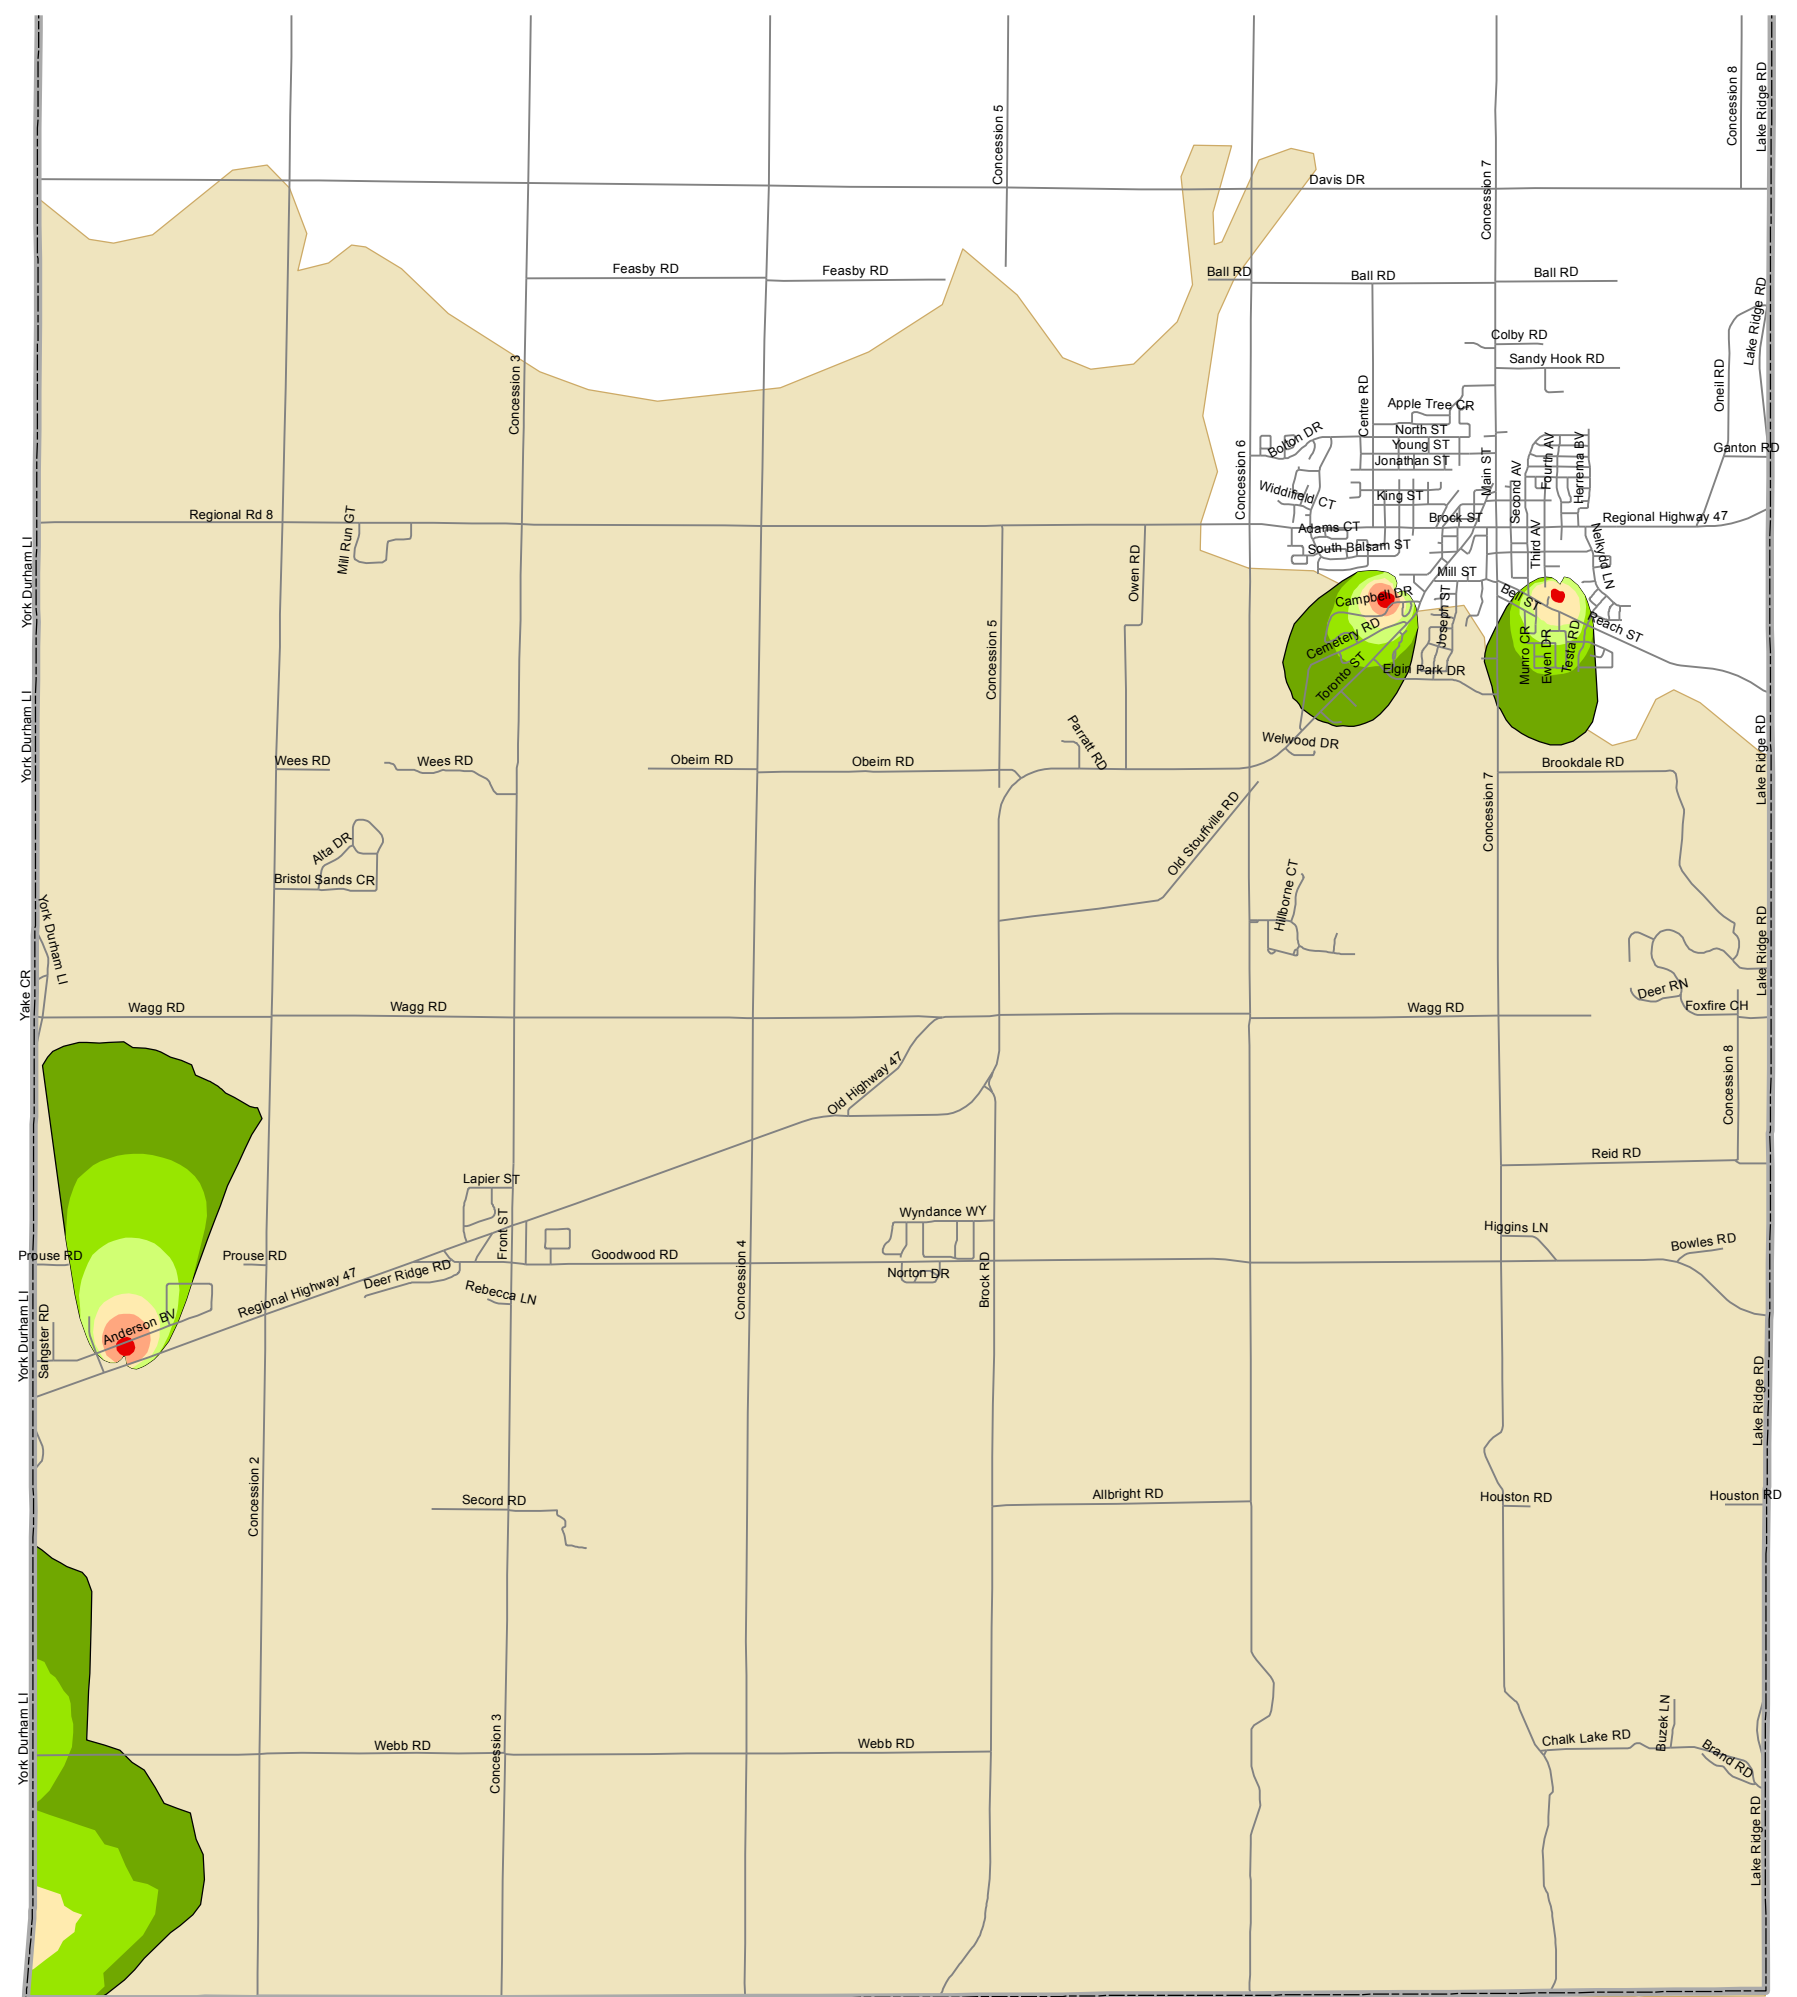 Concession 8
Lake Ridge RD
Concession 5
Concession 7
Davis DR
Feasby RD
Feasby RD
Ball RD
Ball RD
Ball RD
Lake Ridge RD
Colby RD
Sandy Hook RD
Oneil RD
Concession 3
Centre RD
Apple Tree CR
North ST
Bolton DR
Young ST
Jonathan ST
Concession 6
Main ST
Second AV
Fourth AV
Herrema BV
Ganton RD
Widdifield CT
King ST
Regional Rd 8
Mill Run GT
Adams CT
Brock ST
Regional Highway 47
South Balsam ST
Third AV
Nelkydd LN
York Durham LI
Owen RD
Mill ST
Campbell DR
Bell ST
Joseph ST
Reach ST
Cemetery RD
Munro CR
Ewen DR
Testa RD
Concession 5
Toronto ST
Elgin Park DR
York Durham LI
Parratt RD
Welwood DR
Lake Ridge RD
Wees RD
Wees RD
Obeirn RD
Obeirn RD
Brookdale RD
Concession 7
Alta DR
Old Stouffville RD
Bristol Sands CR
Hillborne CT
York Durham LI
Lake Ridge RD
Yake CR
Deer RN
Wagg RD
Wagg RD
Wagg RD
Foxfire CH
Old Highway 47
Concession 8
Reid RD
Lapier ST
Front ST
Wyndance WY
Higgins LN
Prouse RD
Prouse RD
Goodwood RD
Bowles RD
Concession 4
Deer Ridge RD
Norton DR
Brock RD
Regional Highway 47
Rebecca LN
York Durham LI
Sangster RD
Anderson BV
Lake Ridge RD
Concession 2
Secord RD
Allbright RD
Houston RD
Houston RD
York Durham LI
Webb RD
Concession 3
Webb RD
Chalk Lake RD
Buzek LN
Brand RD
Lake Ridge RD